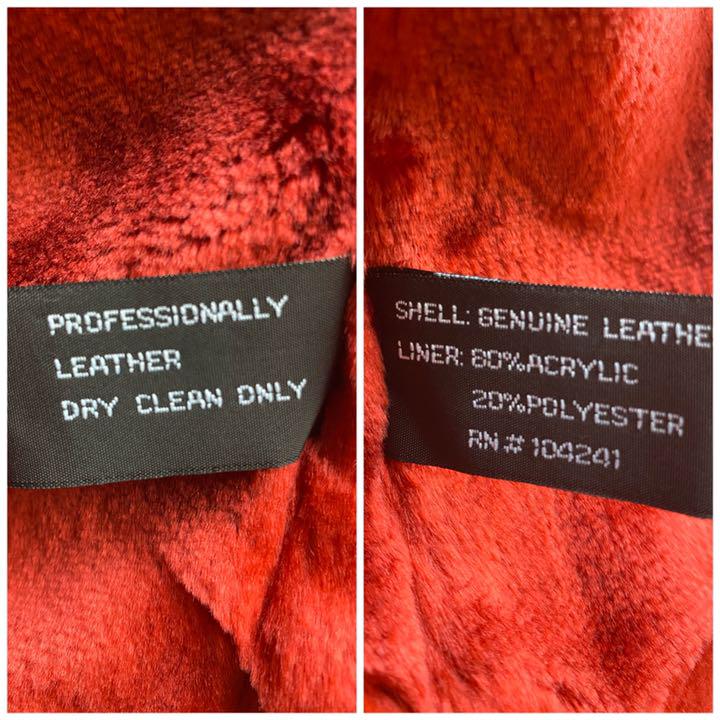 PROFESSIONALLY
LEATHER
DRY CLEAN ONLY
SHELL: GENUINE LEATHE
LINER: 80%ACRYLIC
20%POLYESTER
RN# 104241